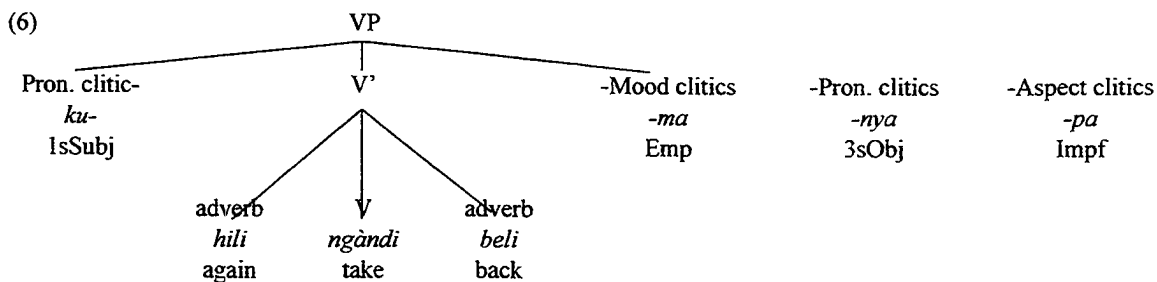 (6) VP
Pron. clitic- V' -Mood clitics -Pron. clitics -Aspect clitics
ku- -ma -nya -pa
1sSubj Emp 3sObj Impf
adverb V adverb
hili ngàndi beli
again take back